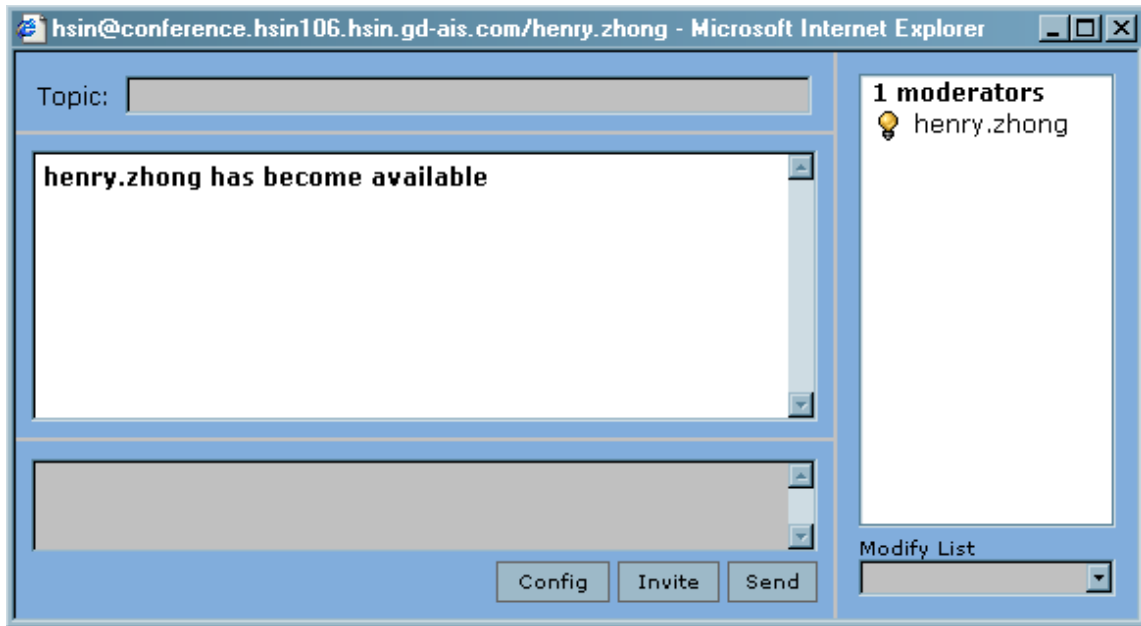 hsin@conference.hsin106.hsin.gd-ais.com/henry.zhong - Microsoft Internet Explorer
Topic:
henry.zhong has become available
Config Invite Send
1 moderators
henry.zhong
Modify List